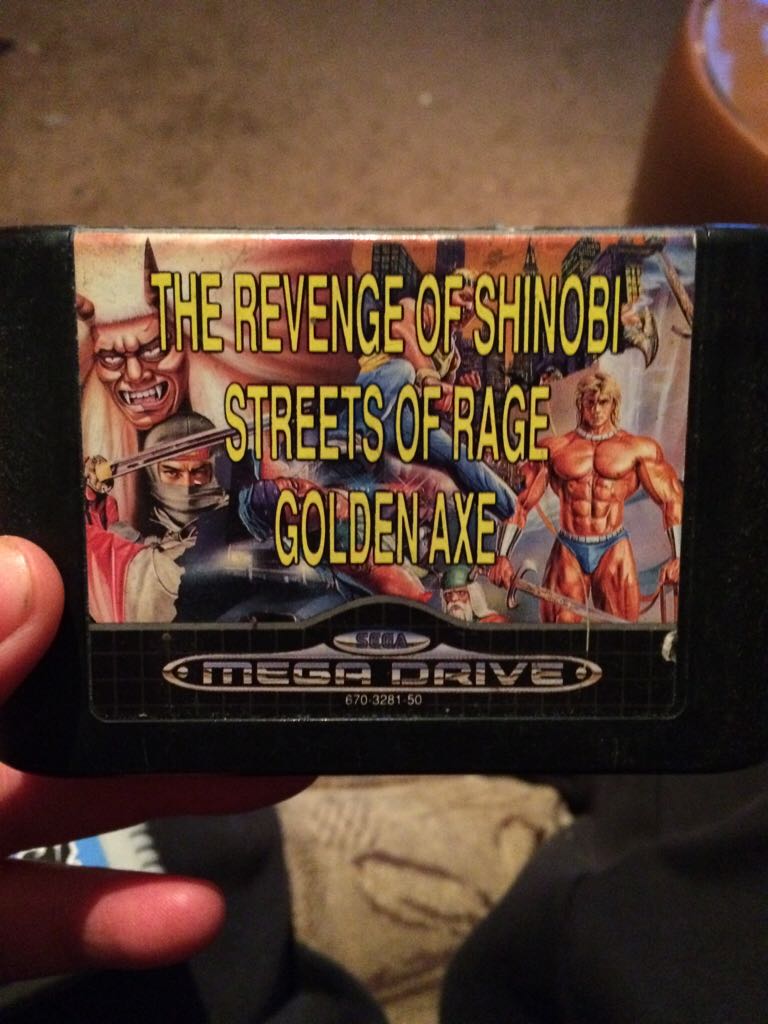 THE REVENGE OF SHINOBI
STREETS OF RAGE
GOLDEN AXE
SEGA
MEGA DRIVE
670-3281-50